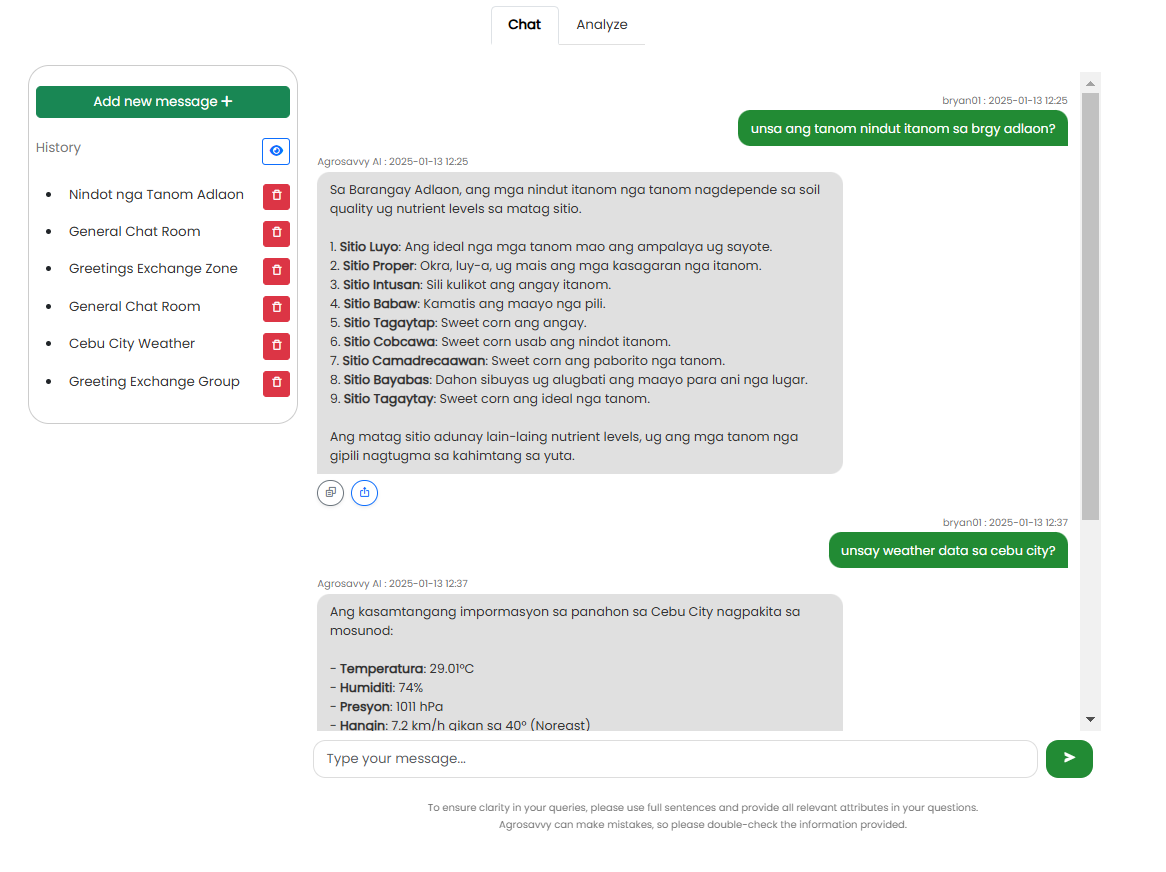 Chat
Analyze
Add new message +
History
Nindot nga Tanom Adlaon
General Chat Room
Greetings Exchange Zone
General Chat Room
Cebu City Weather
Greeting Exchange Group
bryan01 : 2025-01-13 12:25
unsa ang tanom nindut itanom sa brgy adlaon?
Agrosavvy AI : 2025-01-13 12:25
Sa Barangay Adlaon, ang mga nindut itanom nga tanom nagdepende sa soil
quality ug nutrient levels sa matag sitio.
1. Sitio Luyo: Ang ideal nga mga tanom mao ang ampalaya ug sayote.
2. Sitio Proper: Okra, luy-a, ug mais ang mga kasagaran nga itanom.
3. Sitio Intusan: Sili kulikot ang angay itanom.
4. Sitio Babaw: Kamatis ang maayo nga pili.
5. Sitio Tagaytap: Sweet corn ang angay.
6. Sitio Cobcawa: Sweet corn usab ang nindot itanom.
7. Sitio Camadrecaawan: Sweet corn ang paborito nga tanom.
8. Sitio Bayabas: Dahon sibuyas ug alugbati ang maayo para ani nga lugar.
9. Sitio Tagaytay: Sweet corn ang ideal nga tanom.
Ang matag sitio adunay lain-laing nutrient levels, ug ang mga tanom nga
gipili nagtugma sa kahimtang sa yuta.
bryan01 : 2025-01-13 12:37
unsay weather data sa cebu city?
Agrosavvy AI : 2025-01-13 12:37
Ang kasamtangang impormasyon sa panahon sa Cebu City nagpakita sa
mosunod:
- Temperatura: 29.01°C
- Humiditi: 74%
- Presyon: 1011 hPa
- Hangin: 7.2 km/h gikan sa 40° (Noreast)
Type your message...
To ensure clarity in your queries, please use full sentences and provide all relevant attributes in your questions.
Agrosavvy can make mistakes, so please double-check the information provided.